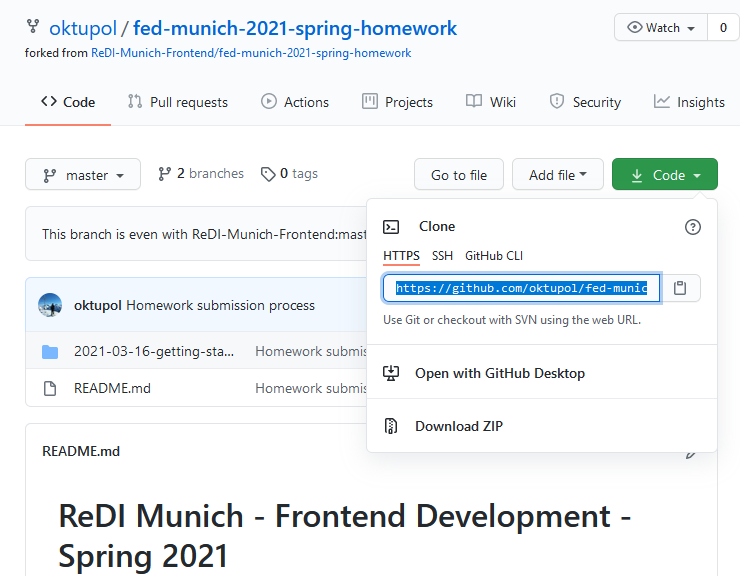 oktupol / fed-munich-2021-spring-homework
Watch 0
forked from ReDI-Munich-Frontend/fed-munich-2021-spring-homework
Code Pull requests Actions Projects Wiki Security Insights
master 2 branches 0 tags Go to file Add file Code
This branch is even with ReDI-Munich-Frontend:mast
Clone
HTTPS SSH GitHub CLI
https://github.com/oktupol/fed-munic
Use Git or checkout with SVN using the web URL.
Open with GitHub Desktop
Download ZIP
oktupol Homework submission process
2021-03-16-getting-sta... Homework submis
README.md Homework submis
README.md
ReDI Munich - Frontend Development -
Spring 2021